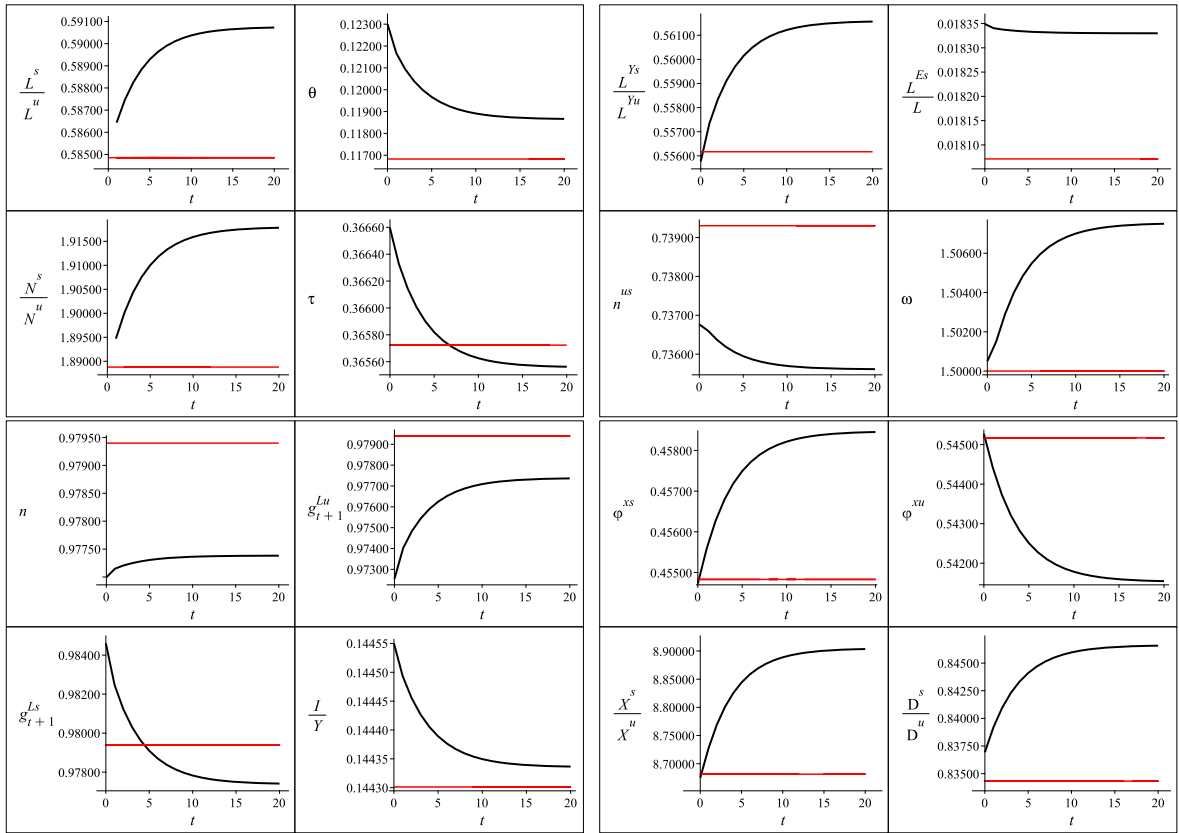 0.59100
0.59000
0.58900
0.58800
0.58700
0.58600
0.58500
L^s
L^u
0 5 10 15 20
t
0.12300
0.12200
0.12100
0.12000
0.11900
0.11800
0.11700
θ
0 5 10 15 20
t
0.56100
0.56000
0.55900
0.55800
0.55700
0.55600
L^Ys
L^Yu
0 5 10 15 20
t
0.01835
0.01830
0.01825
0.01820
0.01815
0.01810
L^Es
L
0 5 10 15 20
t
1.91500
1.91000
1.90500
1.90000
1.89500
1.89000
N^s
N^u
0 5 10 15 20
t
0.36660
0.36640
0.36620
0.36600
0.36580
0.36560
τ
0 5 10 15 20
t
0.73900
0.73800
0.73700
0.73600
n^us
0 5 10 15 20
t
1.50600
1.50400
1.50200
1.50000
ω
0 5 10 15 20
t
0.97950
0.97900
0.97850
0.97800
0.97750
n
0 5 10 15 20
t
0.97900
0.97800
0.97700
0.97600
0.97500
0.97400
0.97300
g^Lu_t + 1
0 5 10 15 20
t
0.45800
0.45700
0.45600
0.45500
φ^xs
0 5 10 15 20
t
0.54500
0.54400
0.54300
0.54200
φ^xu
0 5 10 15 20
t
0.98400
0.98200
0.98000
0.97800
g^Ls_t + 1
0 5 10 15 20
t
0.14455
0.14450
0.14445
0.14440
0.14435
0.14430
I
Y
0 5 10 15 20
t
8.90000
8.85000
8.80000
8.75000
8.70000
X^s
X^u
0 5 10 15 20
t
0.84500
0.84250
0.84000
0.83750
0.83500
D^s
D^u
0 5 10 15 20
t